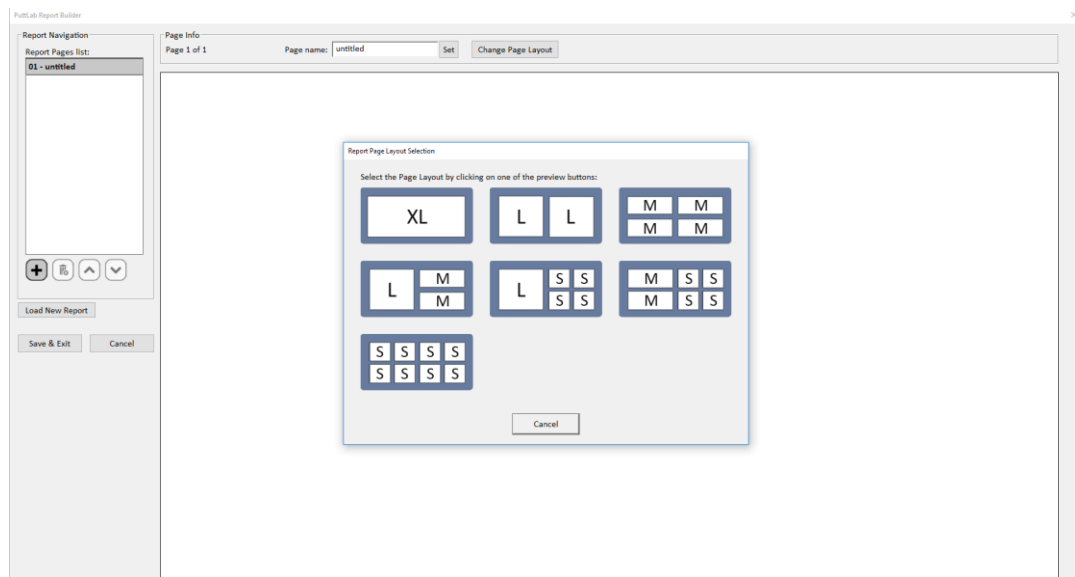 PuttLab Report Builder
Report Navigation
Report Pages list:
01 - untitled
Load New Report
Save & Exit Cancel
Page Info
Page 1 of 1 Page name: untitled Set Change Page Layout
Report Page Layout Selection
Select the Page Layout by clicking on one of the preview buttons:
XL
L L
M M
M M
L M
M
L S S
S S
M S S
M S S
S S S S
S S S S
Cancel